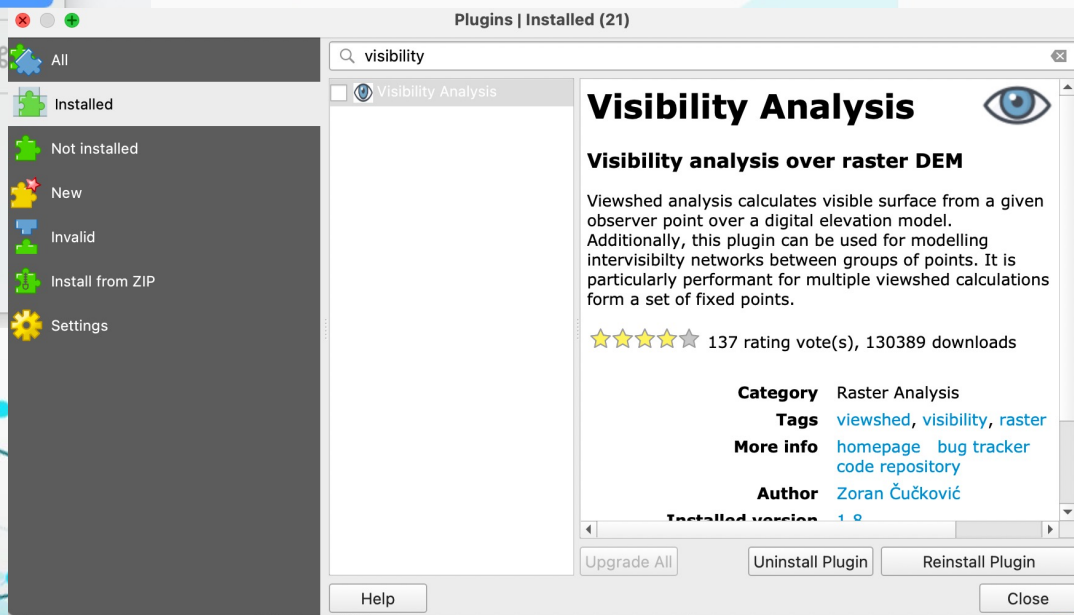 Plugins | Installed (21)
All
Installed
Not installed
New
Invalid
Install from ZIP
Settings
visibility
Visibility Analysis
Visibility Analysis
Visibility analysis over raster DEM
Viewshed analysis calculates visible surface from a given
observer point over a digital elevation model.
Additionally, this plugin can be used for modelling
intervisibilty networks between groups of points. It is
particularly performant for multiple viewshed calculations
form a set of fixed points.
137 rating vote(s), 130389 downloads
Category Raster Analysis
Tags viewshed, visibility, raster
More info homepage bug tracker
code repository
Author Zoran Čučković
Installed version 1.8
Upgrade All Uninstall Plugin Reinstall Plugin
Help Close